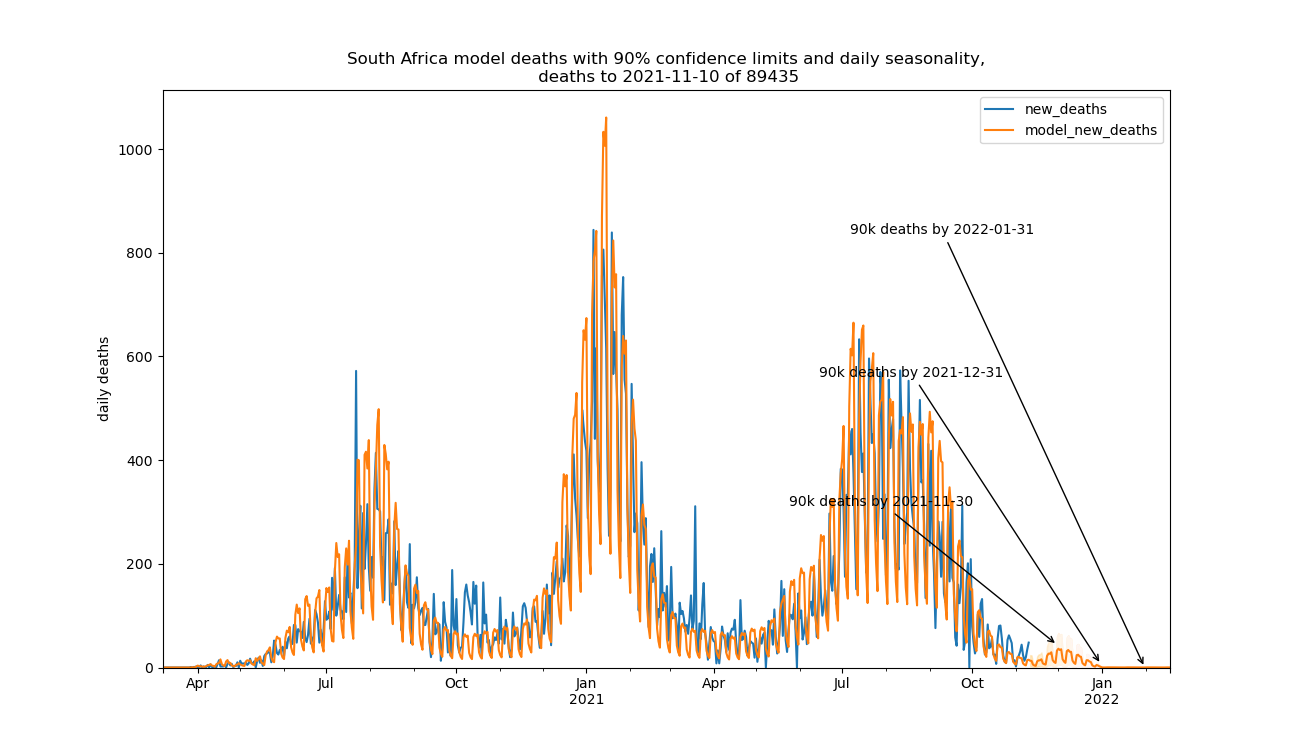 South Africa model deaths with 90% confidence limits and daily seasonality,
deaths to 2021-11-10 of 89435
new_deaths
model_new_deaths
daily deaths
1000
800
600
400
200
0
90k deaths by 2022-01-31
90k deaths by 2021-12-31
90k deaths by 2021-11-30
Apr
Jul
Oct
Jan
2021
Apr
Jul
Oct
Jan
2022